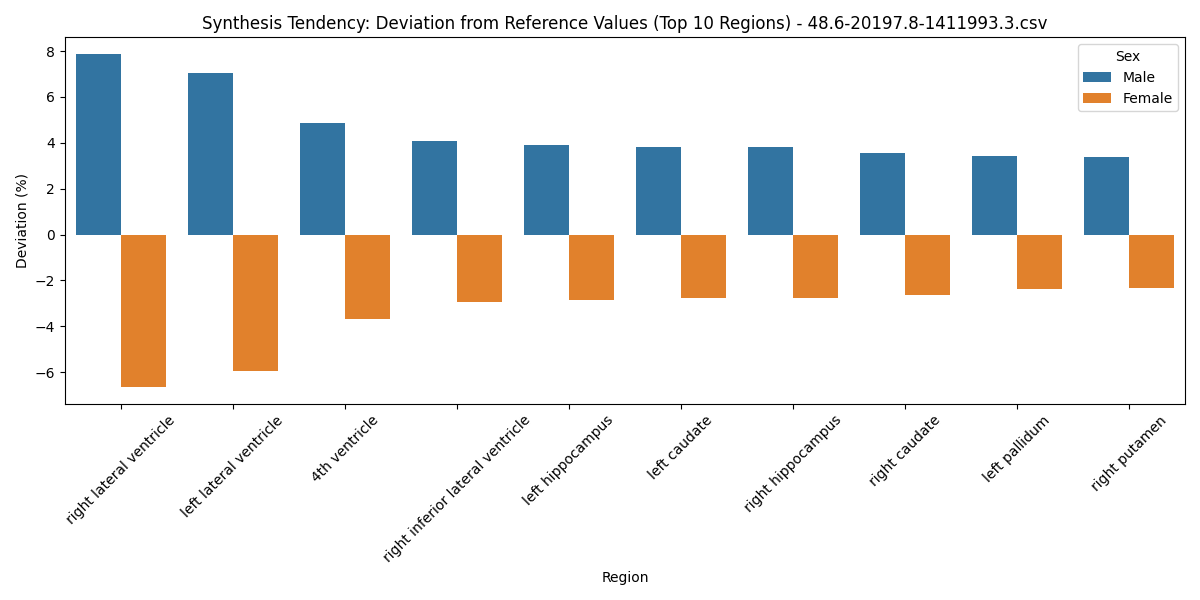 Synthesis Tendency: Deviation from Reference Values (Top 10 Regions) - 48.6-20197.8-1411993.3.csv
Sex
Male
Female
Deviation (%)
8
6
4
2
0
−2
−4
−6
right lateral ventricle
left lateral ventricle
4th ventricle
right inferior lateral ventricle
left hippocampus
left caudate
right hippocampus
right caudate
left pallidum
right putamen
Region